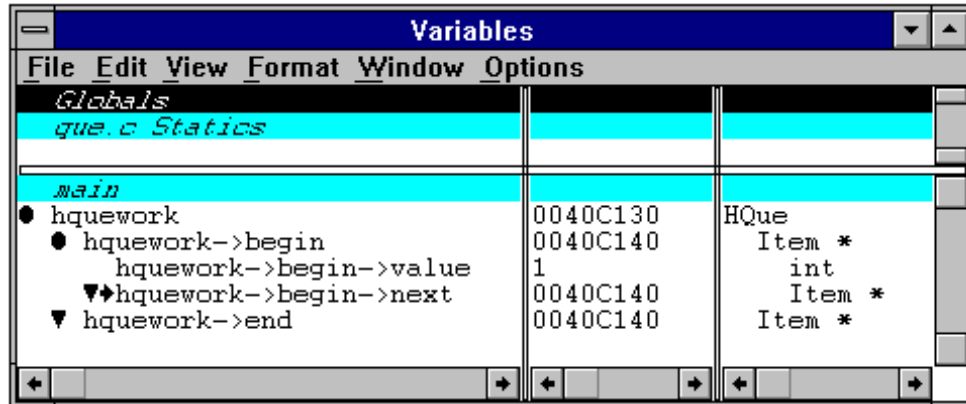 Variables
File Edit View Format Window Options
Globals
que.c Statics
main
hquework 0040C130 HQue
hquework->begin 0040C140 Item *
hquework->begin->value 1 int
hquework->begin->next 0040C140 Item *
hquework->end 0040C140 Item *